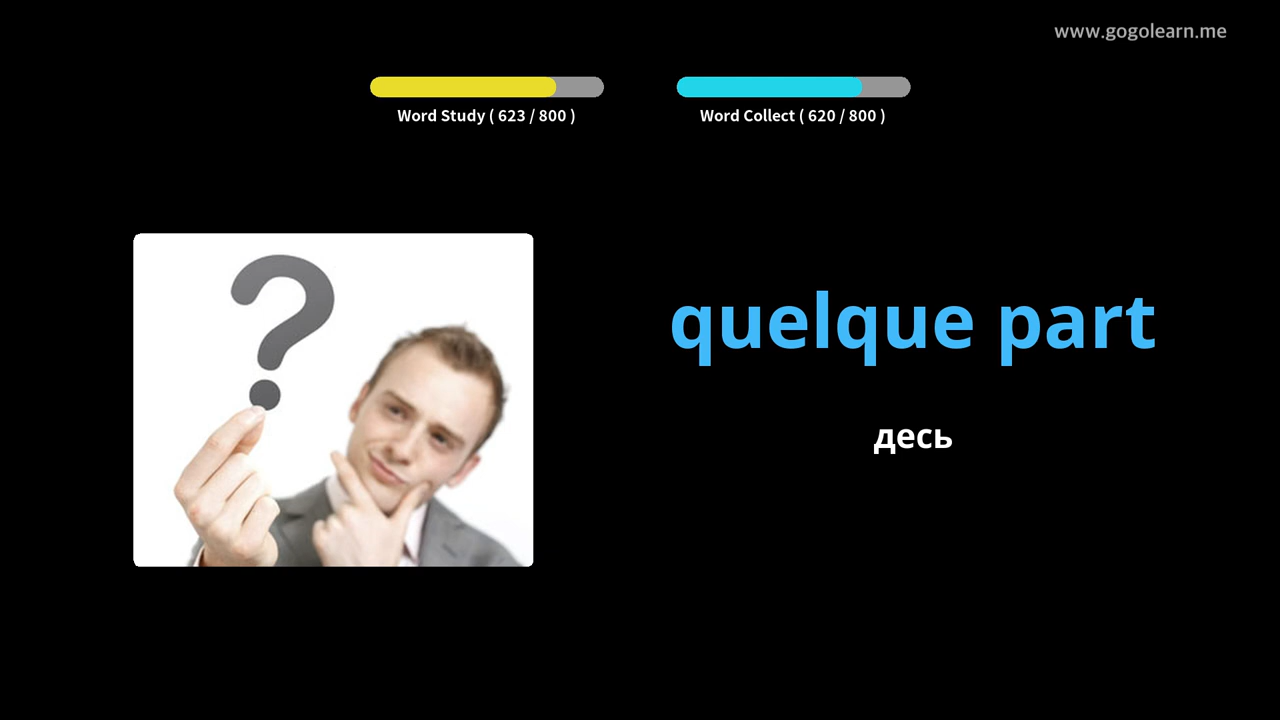 www.gogolearn.me
Word Study ( 623 / 800 )
Word Collect ( 620 / 800 )
?
quelque part
десь